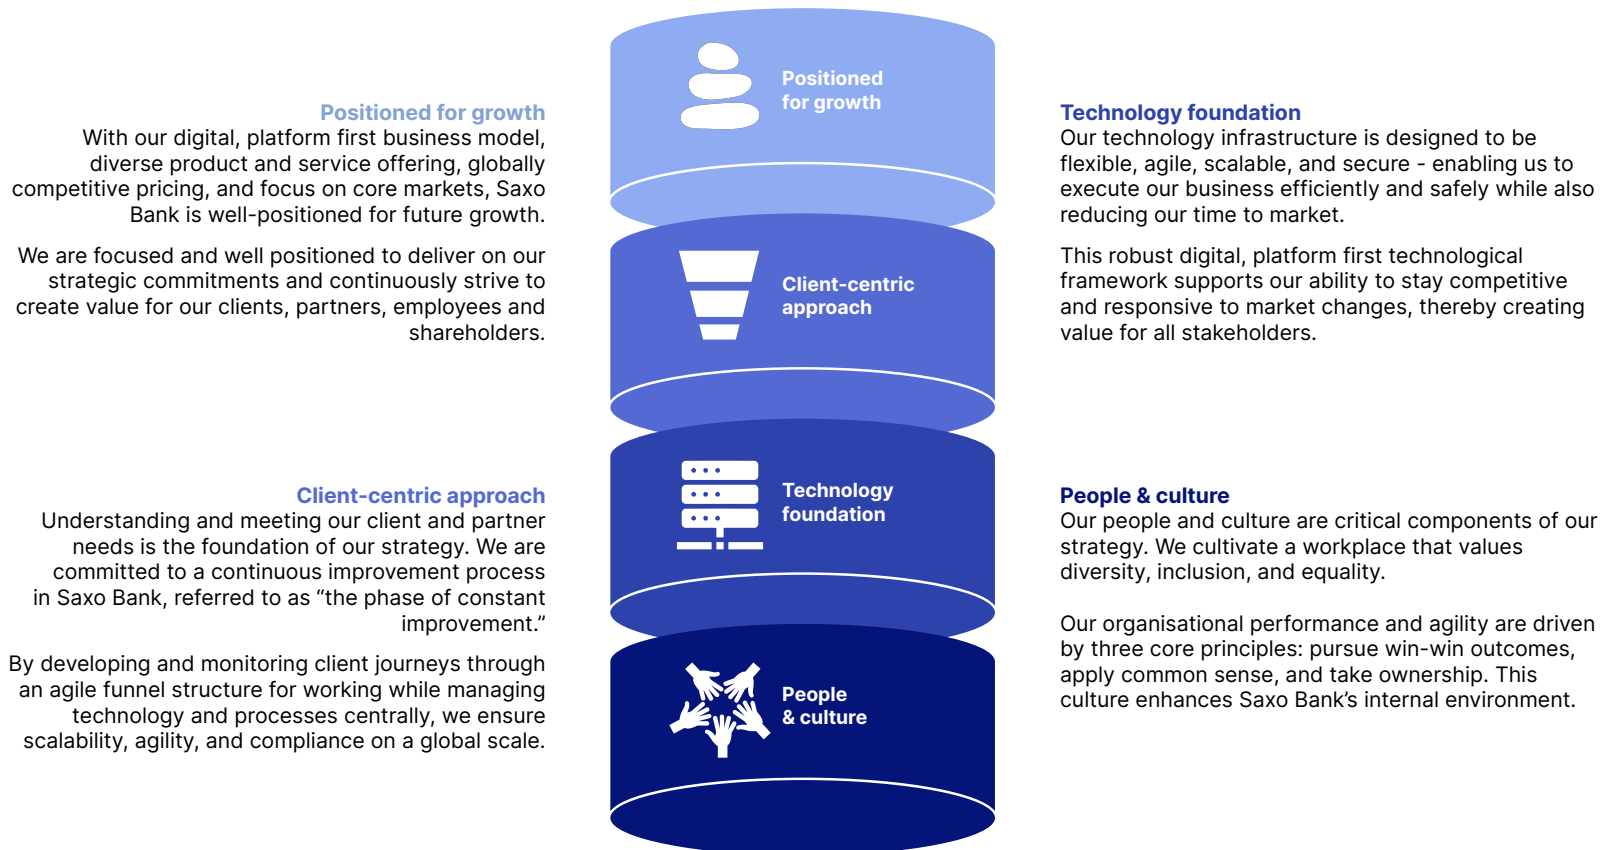 Positioned for growth
With our digital, platform first business model,
diverse product and service offering, globally
competitive pricing, and focus on core markets, Saxo
Bank is well-positioned for future growth.
We are focused and well positioned to deliver on our
strategic commitments and continuously strive to
create value for our clients, partners, employees and
shareholders.
Client-centric approach
Understanding and meeting our client and partner
needs is the foundation of our strategy. We are
committed to a continuous improvement process
in Saxo Bank, referred to as “the phase of constant
improvement.”
By developing and monitoring client journeys through
an agile funnel structure for working while managing
technology and processes centrally, we ensure
scalability, agility, and compliance on a global scale.
Positioned
for growth
Client-centric
approach
Technology
foundation
People
& culture
Technology foundation
Our technology infrastructure is designed to be
flexible, agile, scalable, and secure - enabling us to
execute our business efficiently and safely while also
reducing our time to market.
This robust digital, platform first technological
framework supports our ability to stay competitive
and responsive to market changes, thereby creating
value for all stakeholders.
People & culture
Our people and culture are critical components of our
strategy. We cultivate a workplace that values
diversity, inclusion, and equality.
Our organisational performance and agility are driven
by three core principles: pursue win-win outcomes,
apply common sense, and take ownership. This
culture enhances Saxo Bank’s internal environment.